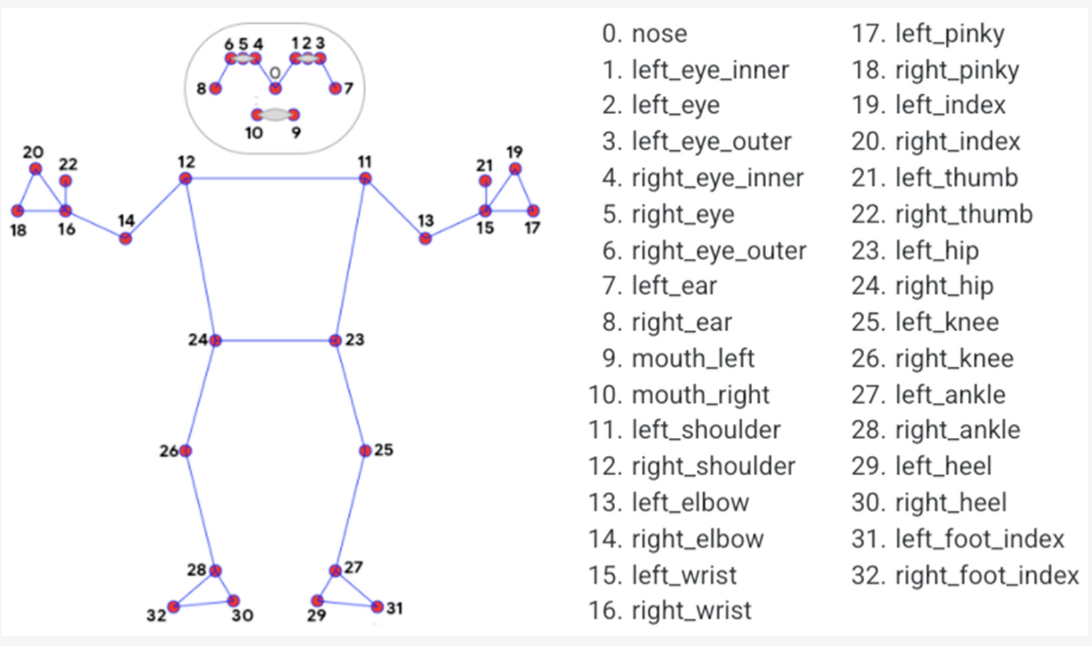 6 5 4 1 2 3
0
8 7
10 9
20 22 12 11 21 19
18 16 14 13 15 17
24 23
26 25
28 27
32 30 29 31
0. nose
1. left_eye_inner
2. left_eye
3. left_eye_outer
4. right_eye_inner
5. right_eye
6. right_eye_outer
7. left_ear
8. right_ear
9. mouth_left
10. mouth_right
11. left_shoulder
12. right_shoulder
13. left_elbow
14. right_elbow
15. left_wrist
16. right_wrist
17. left_pinky
18. right_pinky
19. left_index
20. right_index
21. left_thumb
22. right_thumb
23. left_hip
24. right_hip
25. left_knee
26. right_knee
27. left_ankle
28. right_ankle
29. left_heel
30. right_heel
31. left_foot_index
32. right_foot_index